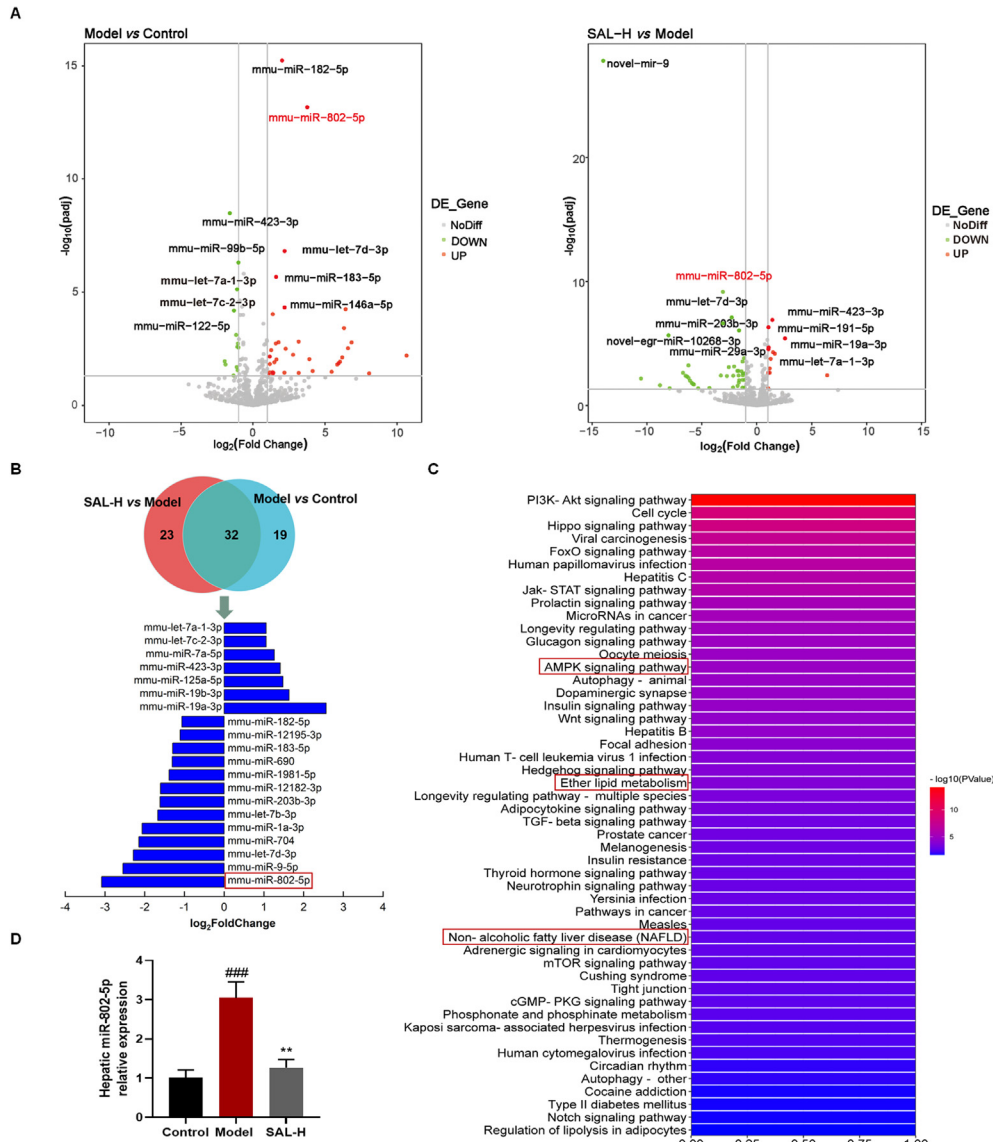 A
Model vs Control
SAL-H vs Model
15
10
5
0
-log10(padj)
mmu-miR-182-5p
mmu-miR-802-5p
mmu-miR-423-3p
mmu-miR-99b-5p
mmu-let-7d-3p
mmu-let-7a-1-3p
mmu-miR-183-5p
mmu-let-7c-2-3p
mmu-miR-146a-5p
mmu-miR-122-5p
-10
-5
0
5
10
log2(Fold Change)
DE_Gene
NoDiff
DOWN
UP
-log10(padj)
20
10
0
novel-mir-9
mmu-miR-802-5p
mmu-let-7d-3p
mmu-miR-423-3p
mmu-miR-203b-3p
mmu-miR-191-5p
novel-egr-miR-10268-3p
mmu-miR-19a-3p
mmu-miR-29a-3p
mmu-let-7a-1-3p
-15
-10
-5
0
5
10
15
log2(Fold Change)
DE_Gene
NoDiff
DOWN
UP
B
SAL-H vs Model
Model vs Control
23
32
19
mmu-let-7a-1-3p
mmu-let-7c-2-3p
mmu-miR-7a-5p
mmu-miR-423-3p
mmu-miR-125a-5p
mmu-miR-19b-3p
mmu-miR-19a-3p
mmu-miR-182-5p
mmu-miR-12195-3p
mmu-miR-183-5p
mmu-miR-690
mmu-miR-1981-5p
mmu-miR-12182-3p
mmu-miR-203b-3p
mmu-let-7b-3p
mmu-miR-1a-3p
mmu-miR-704
mmu-let-7d-3p
mmu-miR-9-5p
mmu-miR-802-5p
-4
-3
-2
-1
0
1
2
3
4
log2FoldChange
C
PI3K- Akt signaling pathway
Cell cycle
Hippo signaling pathway
Viral carcinogenesis
FoxO signaling pathway
Human papillomavirus infection
Hepatitis C
Jak- STAT signaling pathway
Prolactin signaling pathway
MicroRNAs in cancer
Longevity regulating pathway
Glucagon signaling pathway
Oocyte meiosis
AMPK signaling pathway
Autophagy - animal
Dopaminergic synapse
Insulin signaling pathway
Wnt signaling pathway
Hepatitis B
Focal adhesion
Human T- cell leukemia virus 1 infection
Hedgehog signaling pathway
Ether lipid metabolism
Longevity regulating pathway - multiple species
Adipocytokine signaling pathway
TGF- beta signaling pathway
Prostate cancer
Melanogenesis
Insulin resistance
Thyroid hormone signaling pathway
Neurotrophin signaling pathway
Yersinia infection
Pathways in cancer
Measles
Non- alcoholic fatty liver disease (NAFLD)
Adrenergic signaling in cardiomyocytes
mTOR signaling pathway
Cushing syndrome
Tight junction
cGMP- PKG signaling pathway
Phosphonate and phosphinate metabolism
Kaposi sarcoma- associated herpesvirus infection
Thermogenesis
Human cytomegalovirus infection
Circadian rhythm
Autophagy - other
Cocaine addiction
Type II diabetes mellitus
Notch signaling pathway
Regulation of lipolysis in adipocytes
0.00
0.25
0.50
0.75
1.00
- log10(PValue)
10
5
D
Hepatic miR-802-5p
relative expression
4
3
2
1
0
###
**
Control
Model
SAL-H